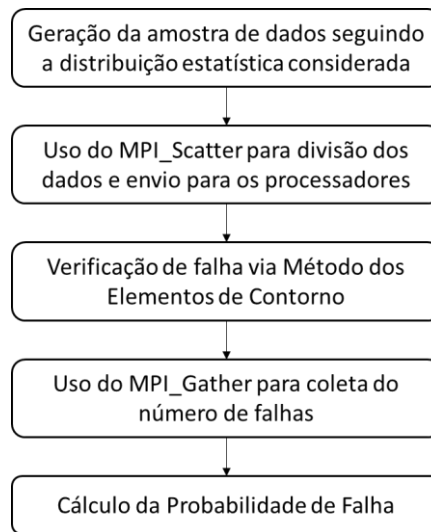 Geração da amostra de dados seguindo
a distribuição estatística considerada
Uso do MPI_Scatter para divisão dos
dados e envio para os processadores
Verificação de falha via Método dos
Elementos de Contorno
Uso do MPI_Gather para coleta do
número de falhas
Cálculo da Probabilidade de Falha